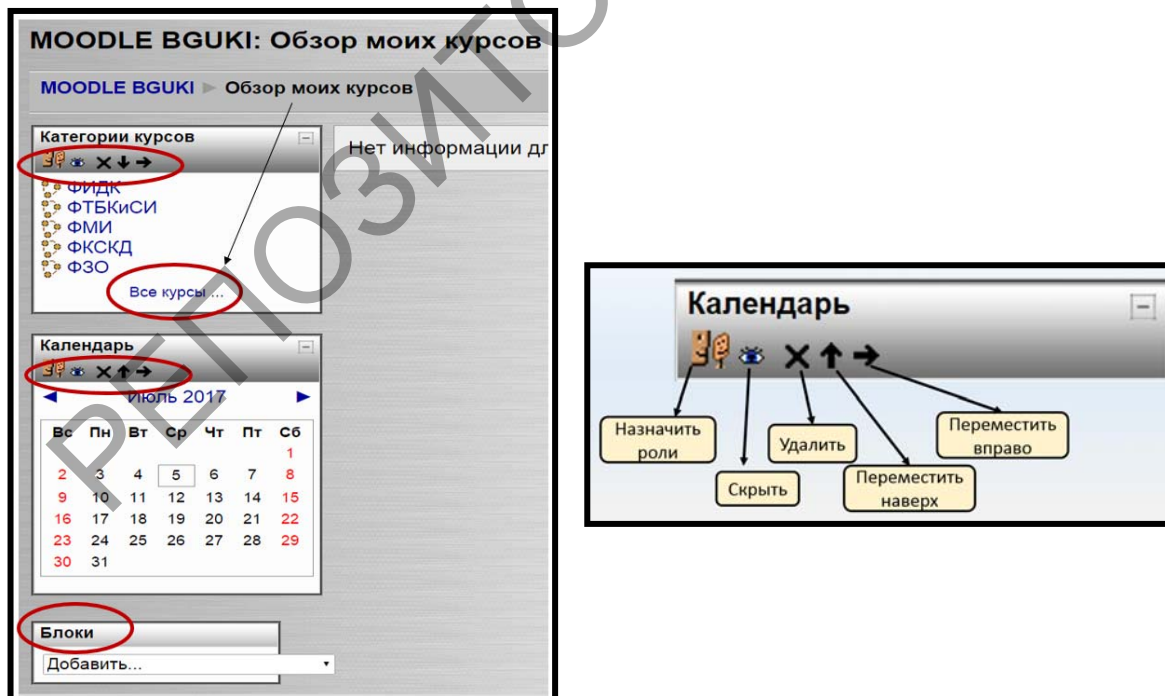 MOODLE BGUKI: Обзор моих курсов
MOODLE BGUKI ► Обзор моих курсов
Категории курсов
Нет информации дл
ФИДК
ФТБКиСИ
ФМИ
ФКСКД
ФЗО
Все курсы ...
Календарь
Июль 2017
Вс Пн Вт Ср Чт Пт Сб
1
2 3 4 5 6 7 8
9 10 11 12 13 14 15
16 17 18 19 20 21 22
23 24 25 26 27 28 29
30 31
Блоки
Добавить...
Календарь
Назначить
роли
Скрыть
Удалить
Переместить
наверх
Переместить
вправо
РЕПОЗИТО